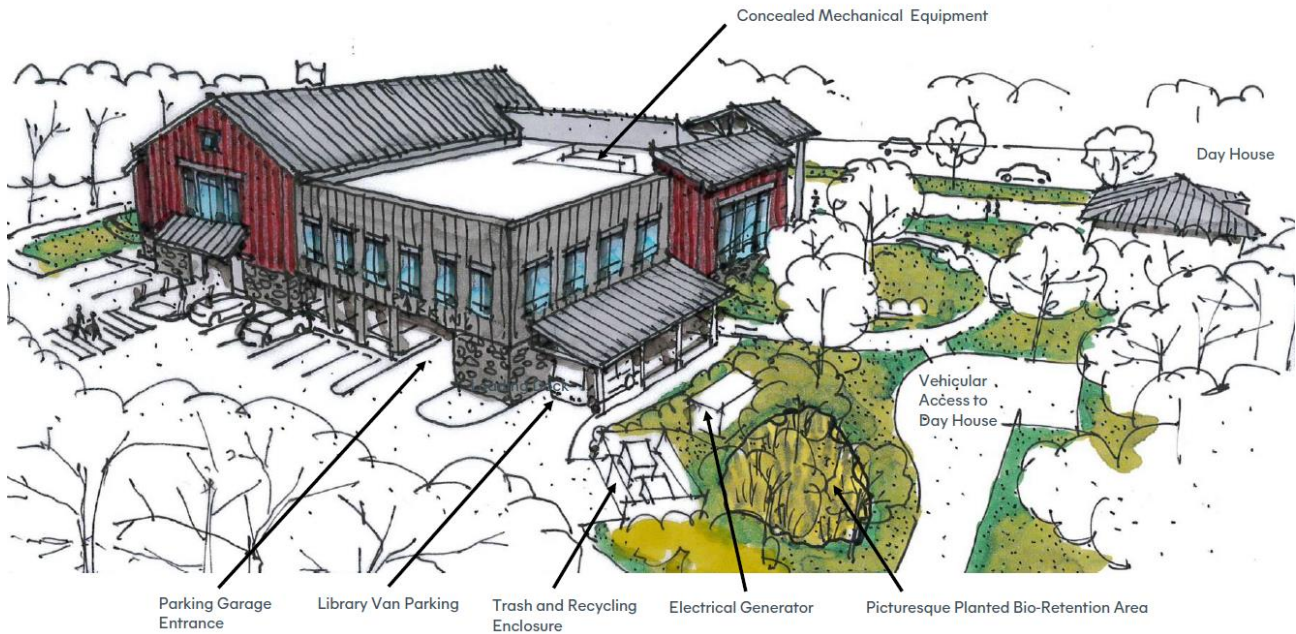 Concealed Mechanical Equipment
Day House
PARKING
Vehicular
Access to
Day House
Parking Garage
Entrance
Library Van Parking
Trash and Recycling
Enclosure
Electrical Generator
Picturesque Planted Bio-Retention Area